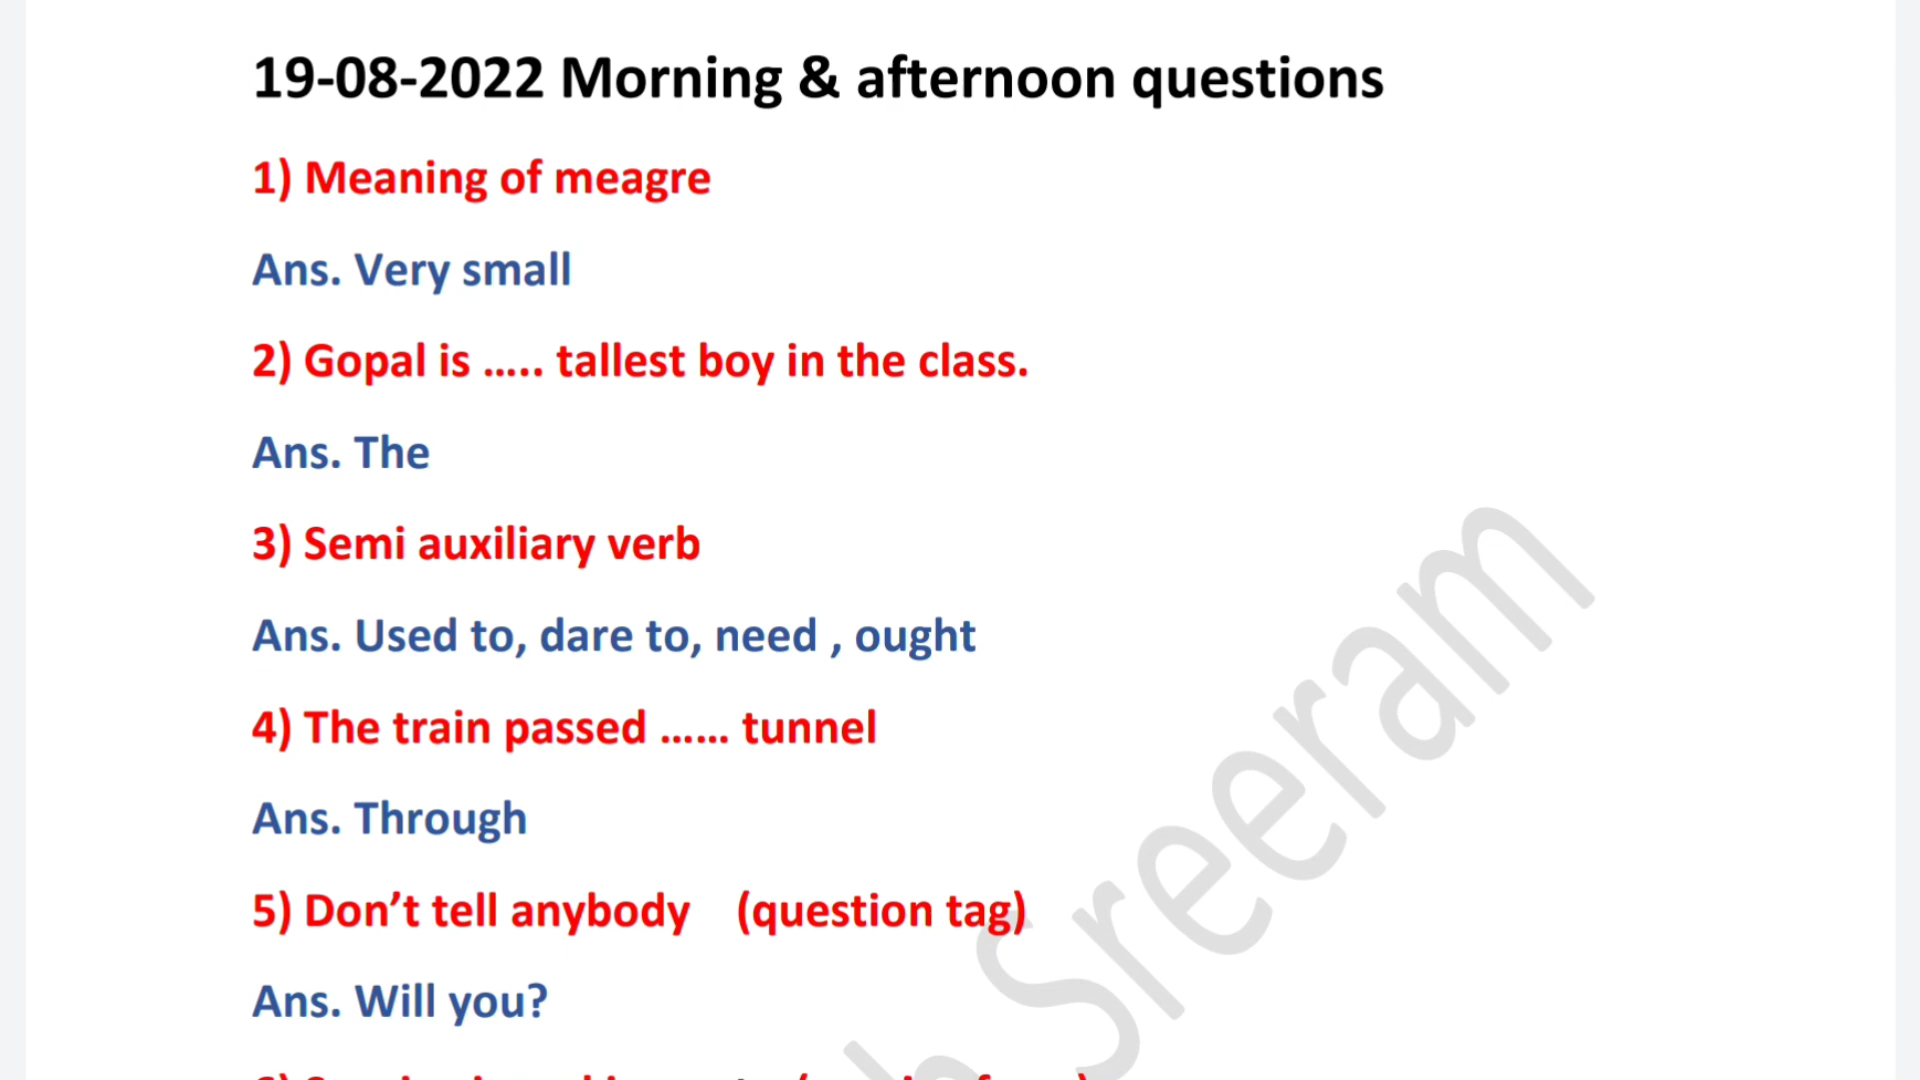 19-08-2022 Morning & afternoon questions
1) Meaning of meagre
Ans. Very small
2) Gopal is ..... tallest boy in the class.
Ans. The
3) Semi auxiliary verb
Ans. Used to, dare to, need , ought
4) The train passed ...... tunnel
Ans. Through
5) Don’t tell anybody    (question tag)
Ans. Will you?
Sreeram